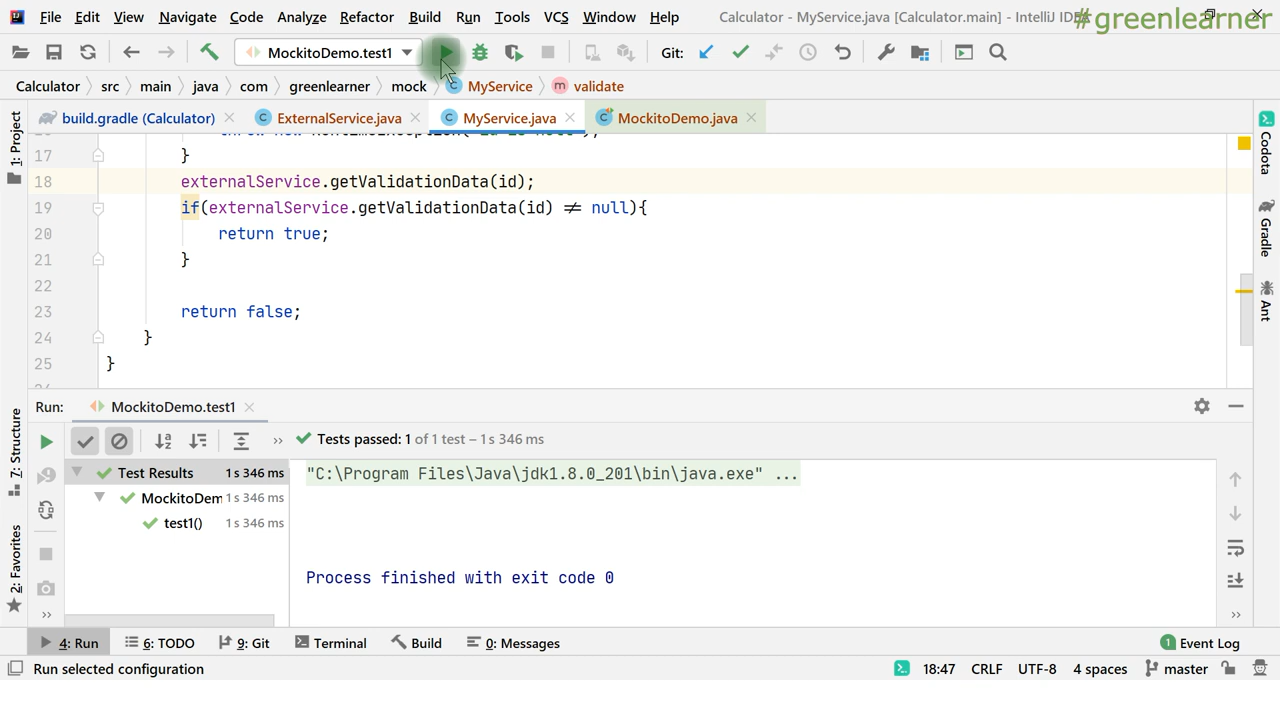 File Edit View Navigate Code Analyze Refactor Build Run Tools VCS Window Help Calculator - MyService.java [Calculator.main] - IntelliJ
#greenlearner
MockitoDemo.test1 Git:
Calculator src main java com greenlearner mock MyService validate
build.gradle (Calculator) ExternalService.java MyService.java MockitoDemo.java
17 }
18 externalService.getValidationData(id);
19 if(externalService.getValidationData(id) ≠ null){
20 return true;
21 }
22
23 return false;
24 }
25 }
Run: MockitoDemo.test1
Tests passed: 1 of 1 test – 1 s 346 ms
Test Results 1 s 346 ms
MockitoDem 1 s 346 ms
test1() 1 s 346 ms
"C:\Program Files\Java\jdk1.8.0_201\bin\java.exe" ...
Process finished with exit code 0
1: Project
7: Structure
2: Favorites
Codota
Gradle
Ant
4: Run 6: TODO 9: Git Terminal Build 0: Messages 1 Event Log
Run selected configuration 18:47 CRLF UTF-8 4 spaces master